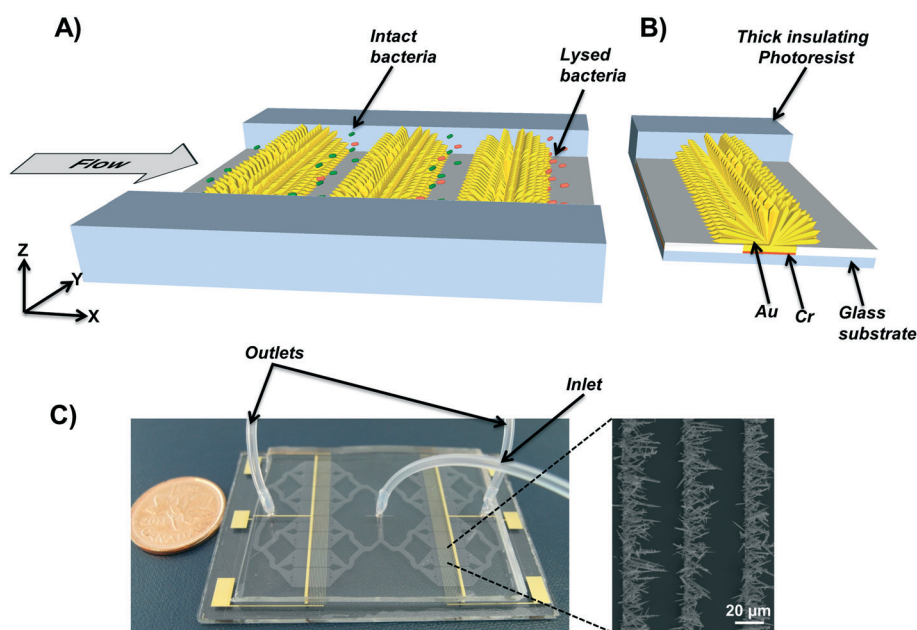 A)
B)
Intact
bacteria
Lysed
bacteria
Thick insulating
Photoresist
Flow
Z
Y
X
Au
Cr
Glass
substrate
Outlets
Inlet
C)
20 µm